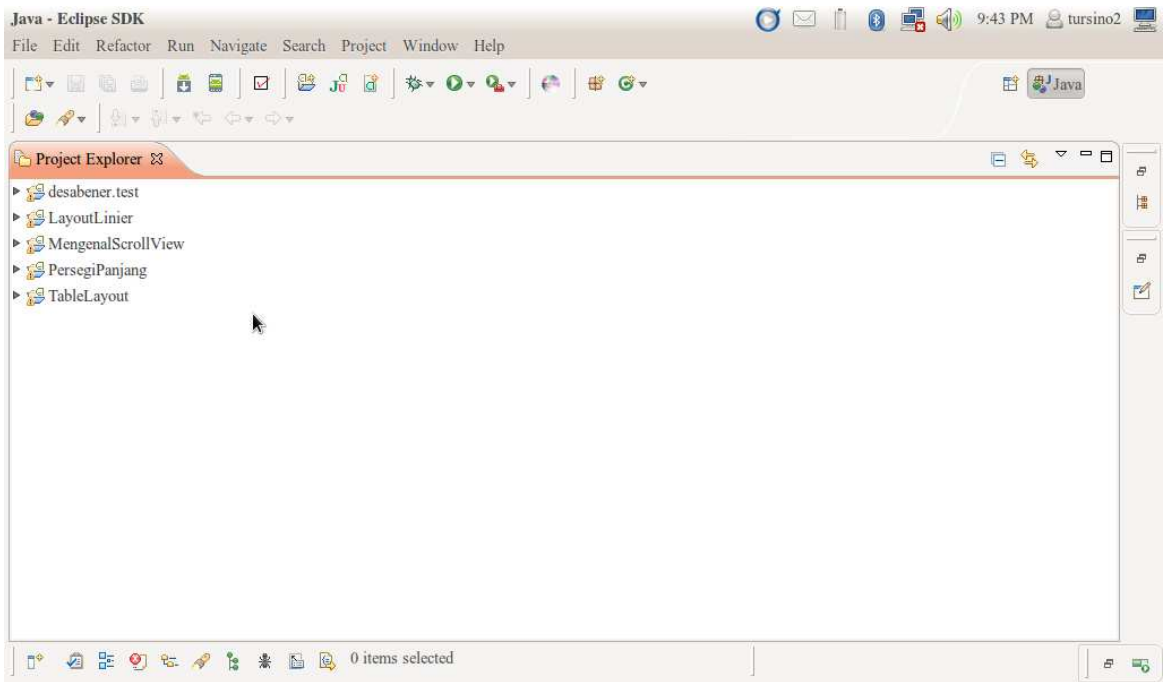 Java - Eclipse SDK
9:43 PM tursino2
File Edit Refactor Run Navigate Search Project Window Help
Java
Project Explorer
desabener.test
LayoutLinier
MengenalScrollView
PersegiPanjang
TableLayout
0 items selected